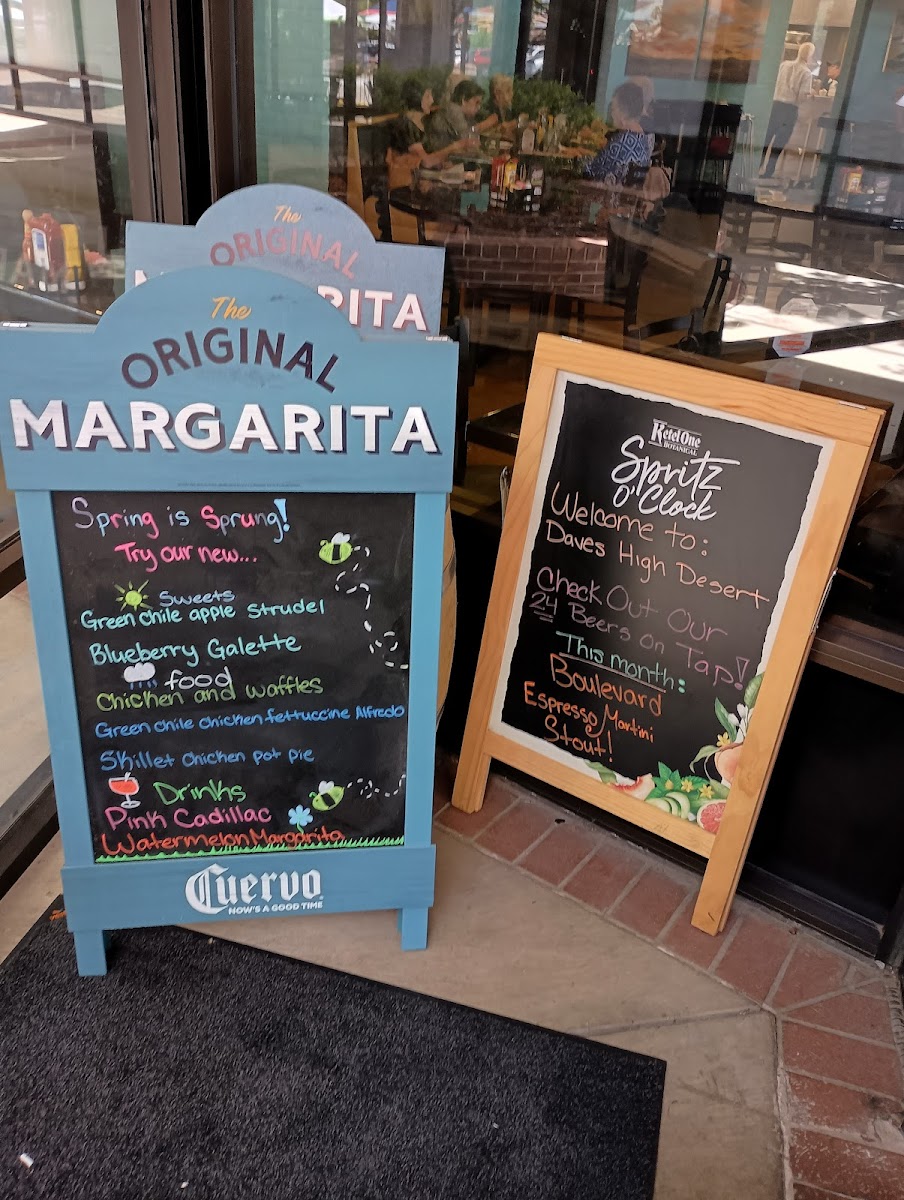 The
ORIGINAL
RITA
The
ORIGINAL
MARGARITA
Spring is Sprung!
Try our new...
Sweets
Green chile apple Strudel
Blueberry Galette
food
Chicken and waffles
Green chile chicken fettuccine Alfredo
Skillet chicken pot pie
Drinks
Pink Cadillac
Watermelon Margarita
Cuervo
NOW'S A GOOD TIME
Ketel One
BOTANICAL
Spritz
O'Clock
Welcome to:
Daves High Desert
Check Out Our
24 Beers on Tap!
This month:
Boulevard
Espresso Martini
Stout!